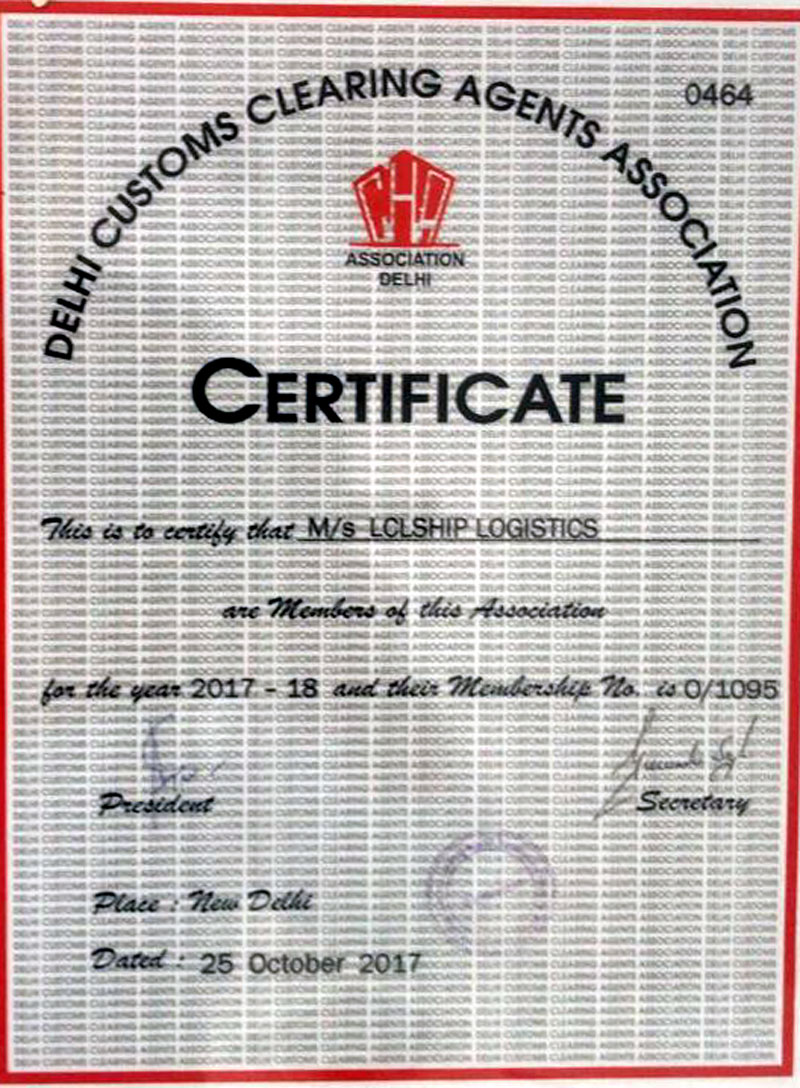 DELHI CUSTOMS CLEARING AGENTS ASSOCIATION
0464
ASSOCIATION
DELHI
CERTIFICATE
This is to certify that M/s LCLSHIP LOGISTICS
are Members of this Association
for the year 2017 - 18 and their Membership No. is O/1095
President
Secretary
Place : New Delhi
Dated : 25 October 2017